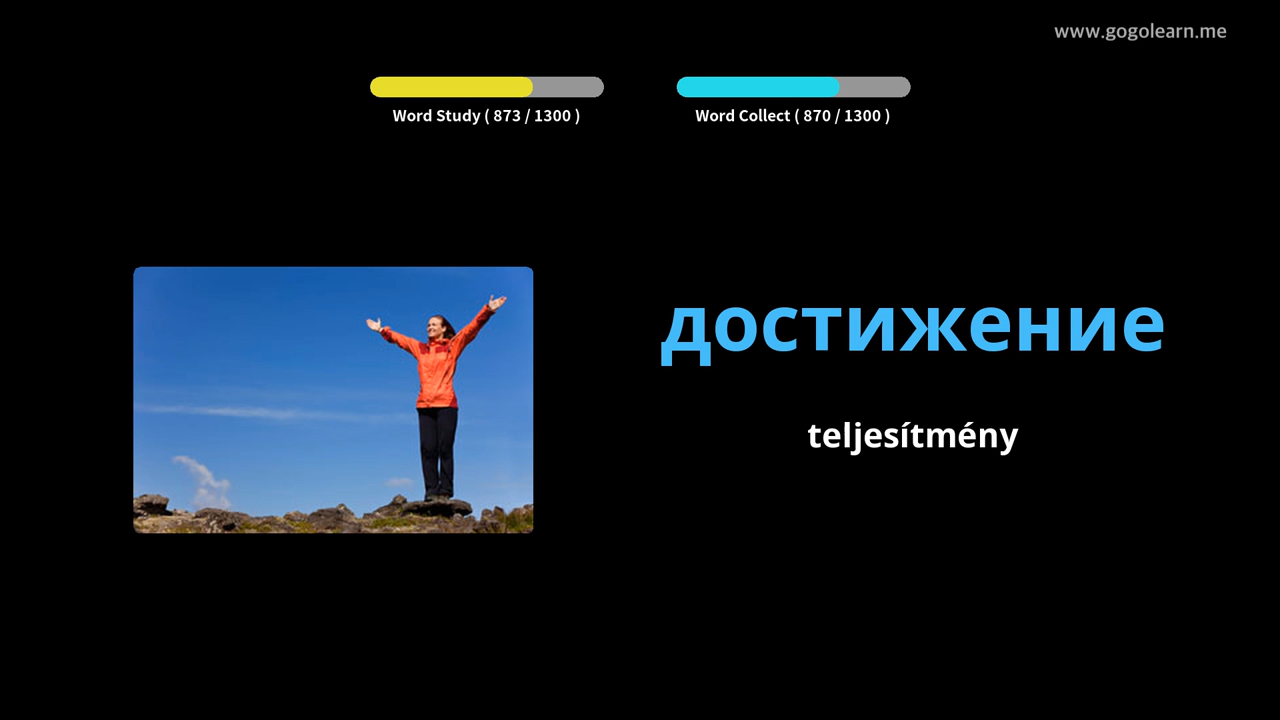 www.gogolearn.me
Word Study ( 873 / 1300 )
Word Collect ( 870 / 1300 )
достижение
teljesítmény